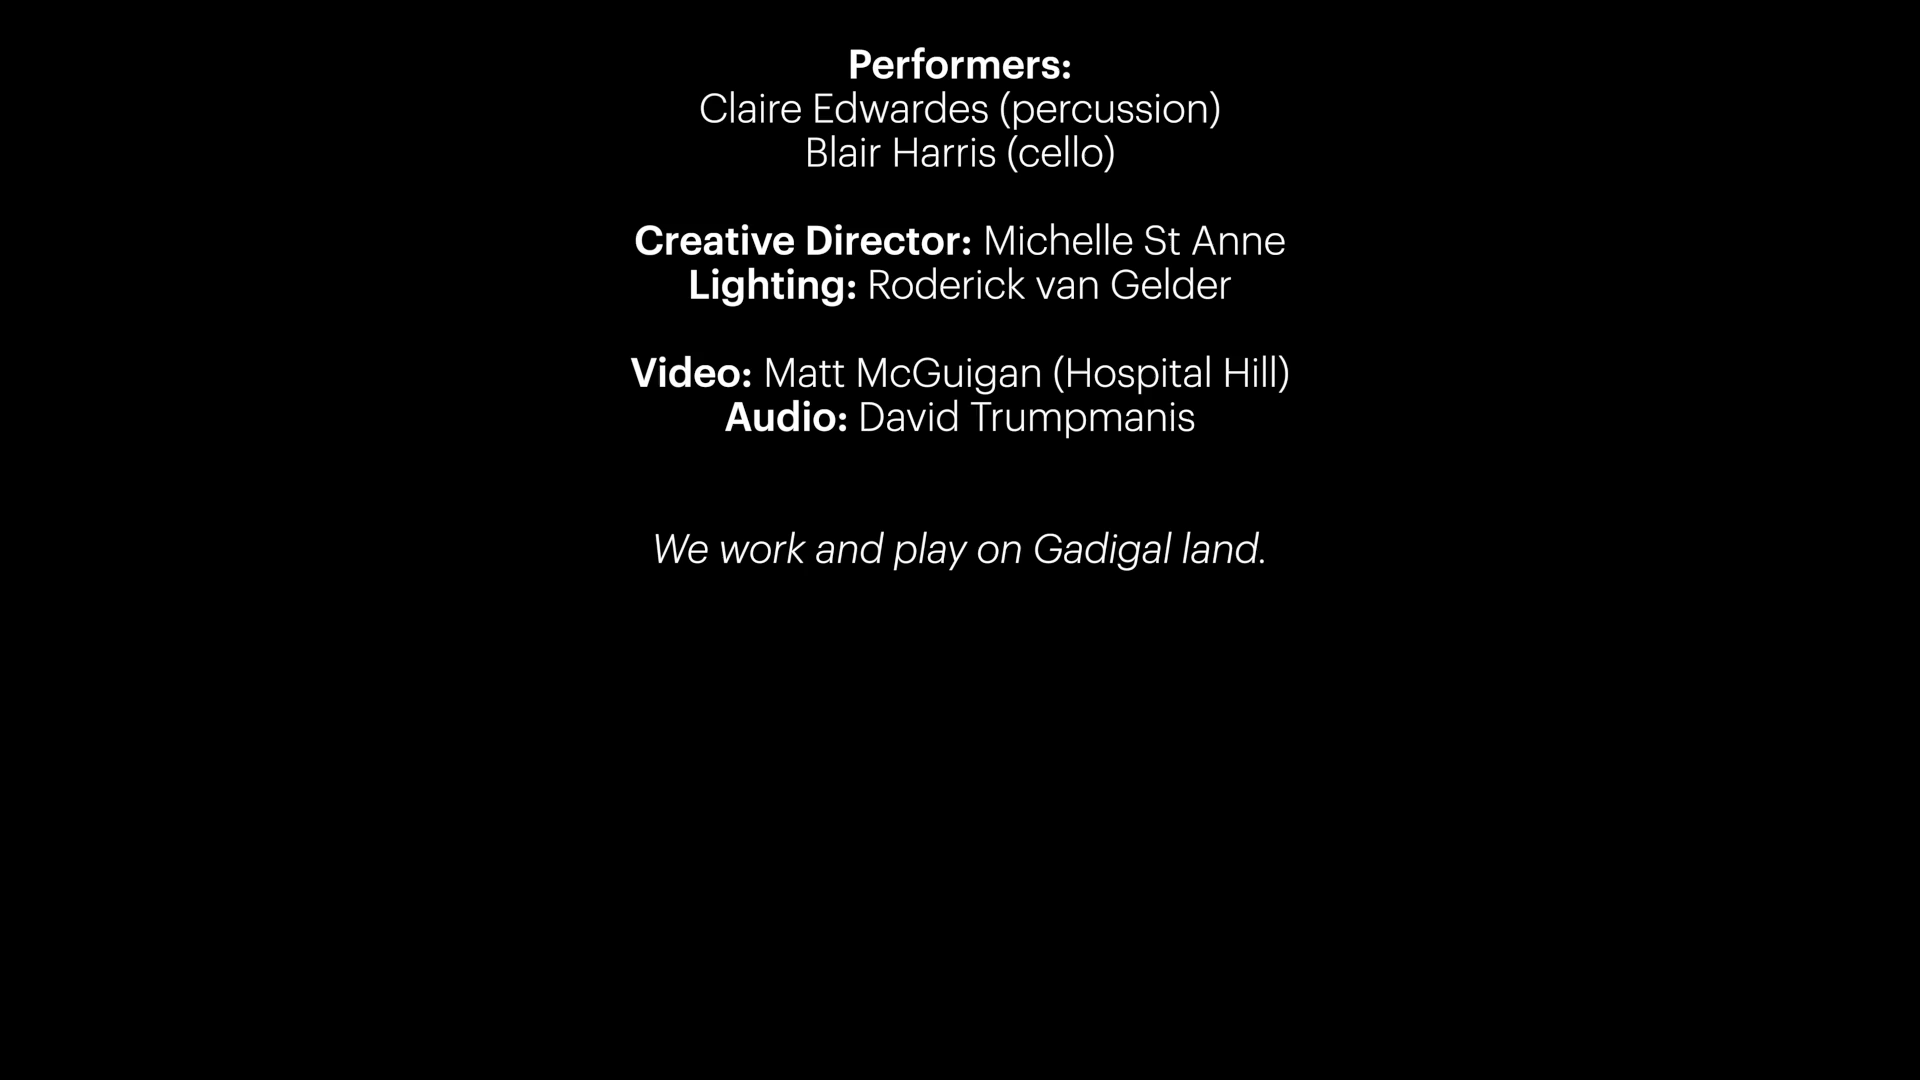 Performers:
Claire Edwardes (percussion)
Blair Harris (cello)
Creative Director: Michelle St Anne
Lighting: Roderick van Gelder
Video: Matt McGuigan (Hospital Hill)
Audio: David Trumpmanis
We work and play on Gadigal land.